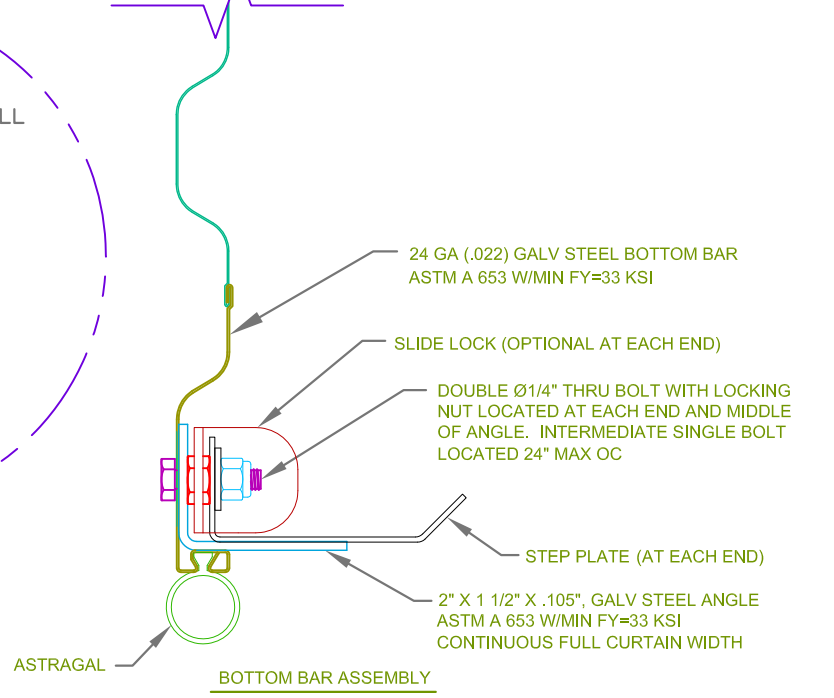 LL
24 GA (.022) GALV STEEL BOTTOM BAR
ASTM A 653 W/MIN FY=33 KSI
SLIDE LOCK (OPTIONAL AT EACH END)
DOUBLE Ø1/4" THRU BOLT WITH LOCKING
NUT LOCATED AT EACH END AND MIDDLE
OF ANGLE. INTERMEDIATE SINGLE BOLT
LOCATED 24" MAX OC
STEP PLATE (AT EACH END)
2" X 1 1/2" X .105", GALV STEEL ANGLE
ASTM A 653 W/MIN FY=33 KSI
CONTINUOUS FULL CURTAIN WIDTH
ASTRAGAL
BOTTOM BAR ASSEMBLY